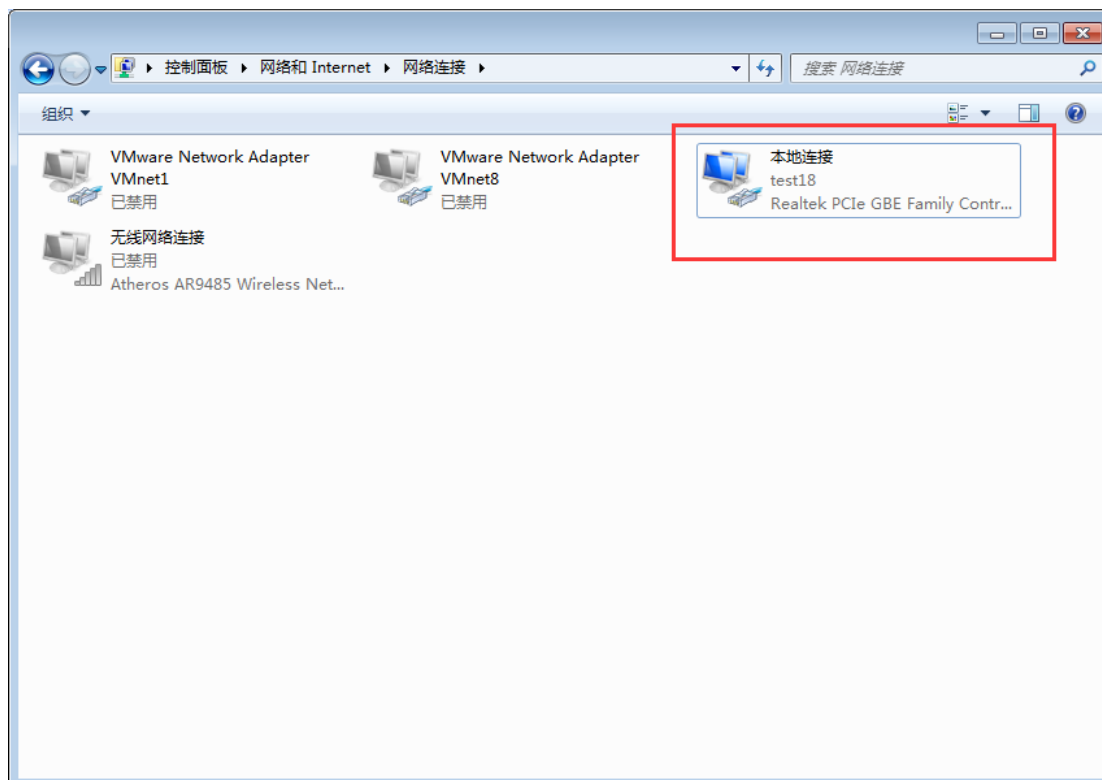 控制面板 网络和 Internet 网络连接
搜索 网络连接
组织
VMware Network Adapter
VMnet1
已禁用
VMware Network Adapter
VMnet8
已禁用
本地连接
test18
Realtek PCIe GBE Family Contr...
无线网络连接
已禁用
Atheros AR9485 Wireless Net...